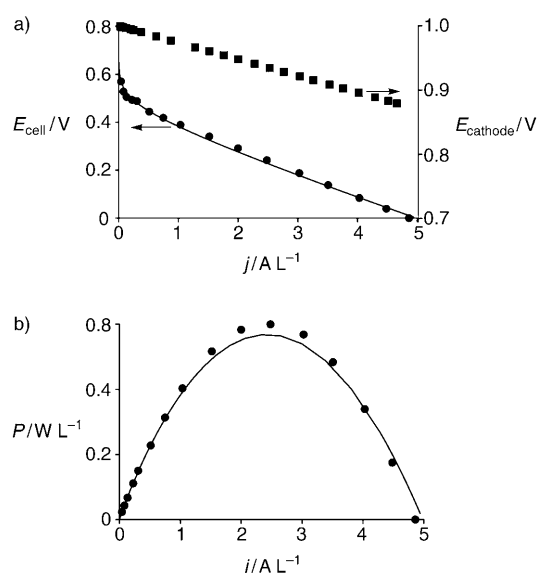 a)
0.8
0.6
0.4
0.2
0
E_cell / V
1.0
0.9
0.8
0.7
E_cathode / V
0 1 2 3 4 5
j / A L⁻¹
b)
0.8
0.4
0.2
0
P / W L⁻¹
0 1 2 3 4 5
i / A L⁻¹